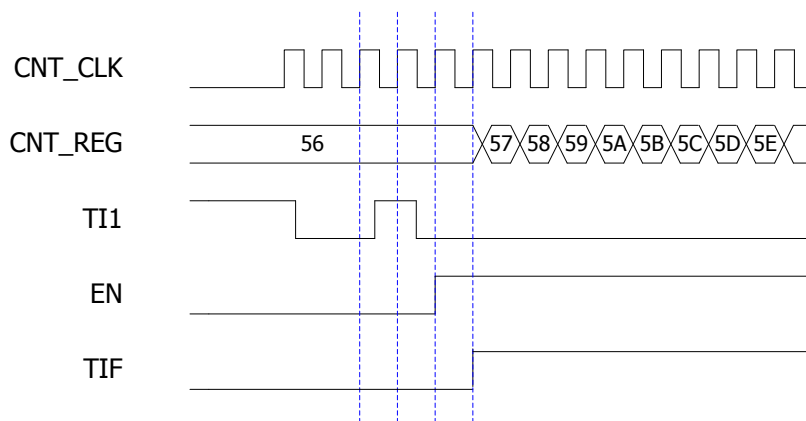 CNT_CLK
CNT_REG 56 57 58 59 5A 5B 5C 5D 5E
TI1
EN
TIF